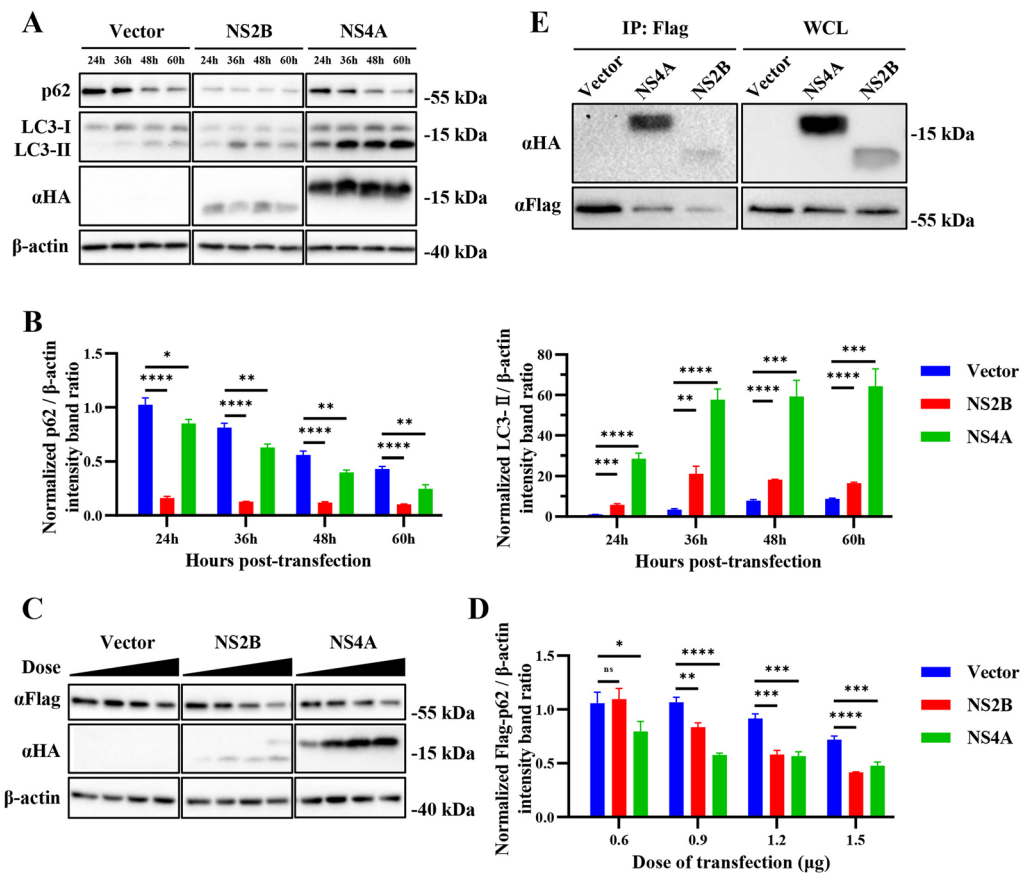 A
Vector NS2B NS4A
24h 36h 48h 60h 24h 36h 48h 60h 24h 36h 48h 60h
p62
-55 kDa
LC3-I
-15 kDa
LC3-II
αHA
-15 kDa
β-actin
-40 kDa
E
IP: Flag WCL
Vector NS4A NS2B Vector NS4A NS2B
αHA
-15 kDa
αFlag
-55 kDa
B
Normalized p62 / β-actin
intensity band ratio
1.5
1.0
0.5
0.0
* **** ** **** ** **** ** ****
24h 36h 48h 60h
Hours post-transfection
Normalized LC3-Ⅱ / β-actin
intensity band ratio
80
60
40
20
0
**** *** **** ** *** **** *** ****
24h 36h 48h 60h
Hours post-transfection
Vector
NS2B
NS4A
C
Vector NS2B NS4A
Dose
αFlag
-55 kDa
αHA
-15 kDa
β-actin
-40 kDa
D
Normalized Flag-p62 / β-actin
intensity band ratio
1.5
1.0
0.5
0.0
* ns **** ** *** *** *** ****
0.6 0.9 1.2 1.5
Dose of transfection (μg)
Vector
NS2B
NS4A